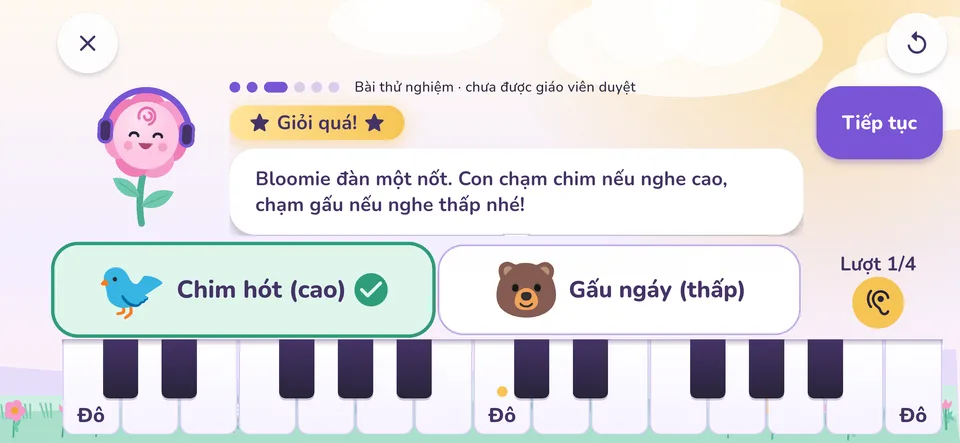 Bài thử nghiệm · chưa được giáo viên duyệt
Giỏi quá!
Tiếp tục
Bloomie đàn một nốt. Con chạm chim nếu nghe cao,
chạm gấu nếu nghe thấp nhé!
Chim hót (cao)
Gấu ngáy (thấp)
Lượt 1/4
Đô
Đô
Đô